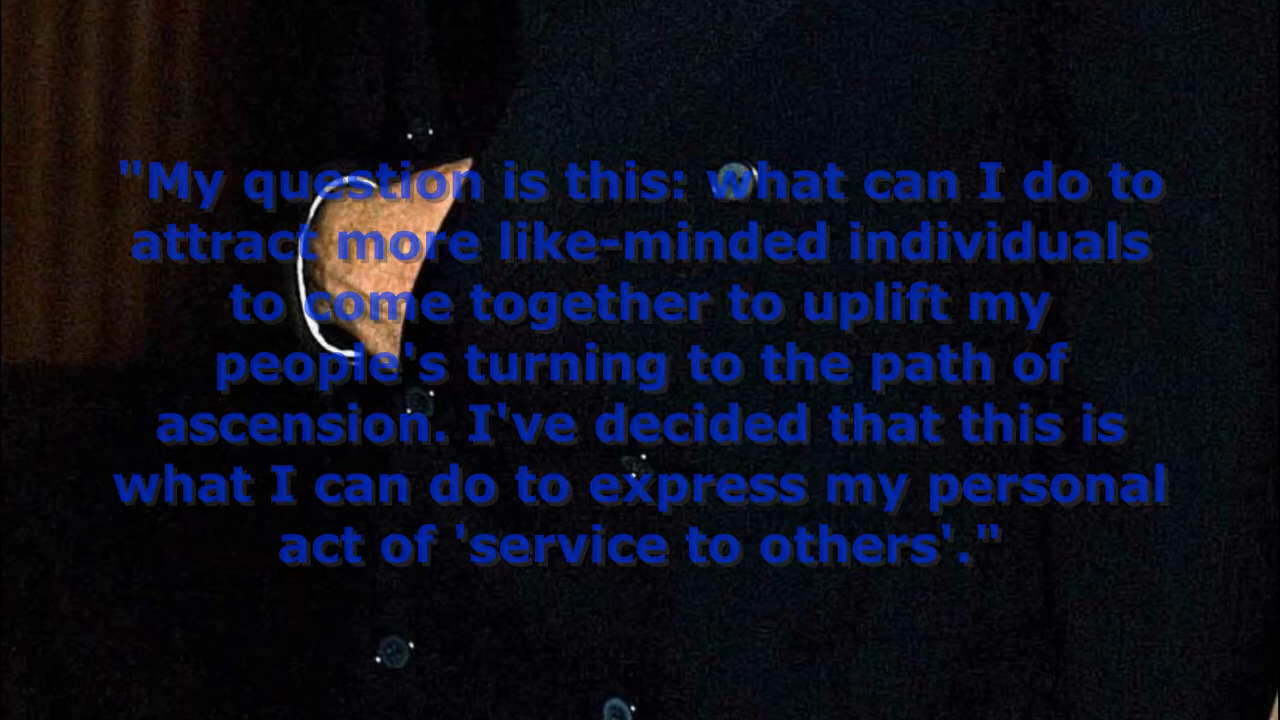 "My question is this: what can I do to
attract more like-minded individuals
to come together to uplift my
people's turning to the path of
ascension. I've decided that this is
what I can do to express my personal
act of 'service to others'."